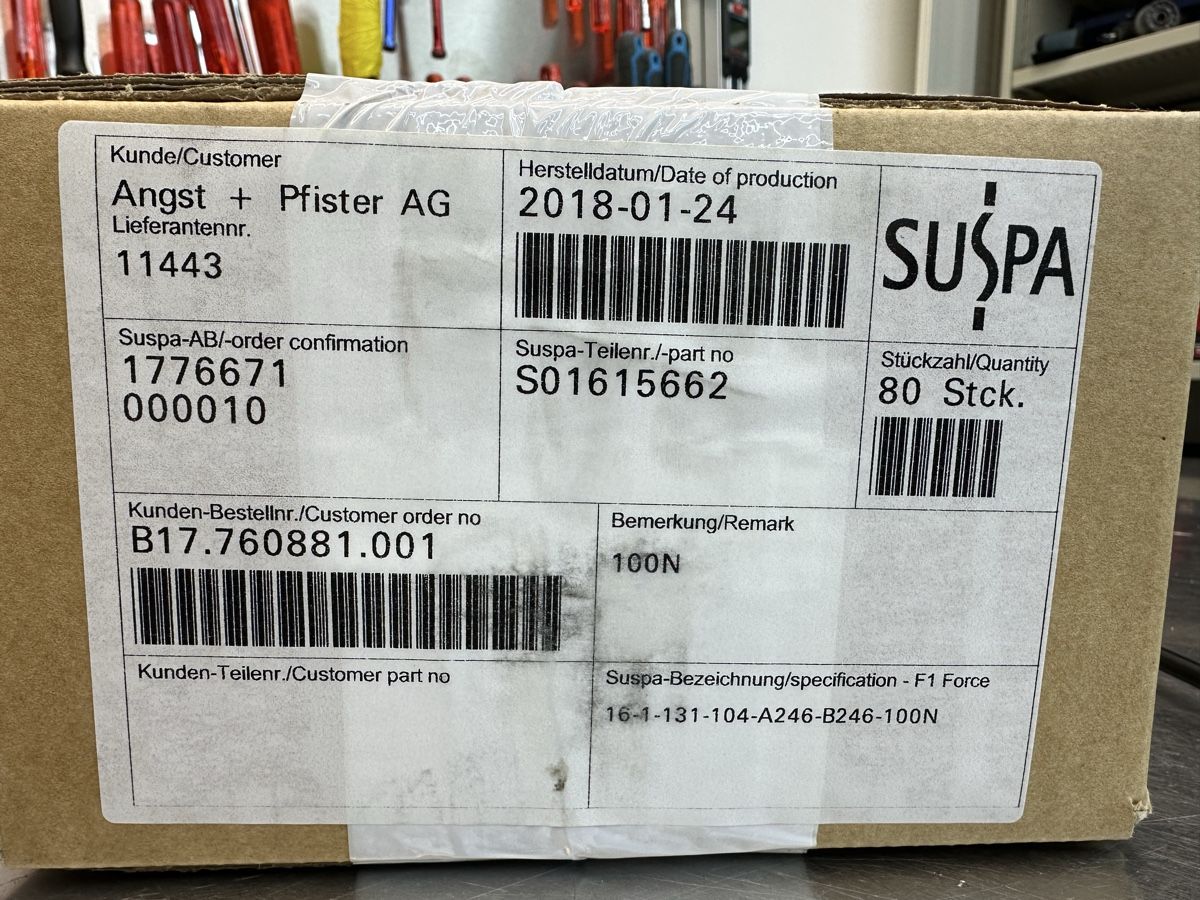 Kunde/Customer
Angst + Pfister AG
Lieferantennr.
11443
Herstelldatum/Date of production
2018-01-24
SUSPA
Suspa-AB/-order confirmation
1776671
000010
Suspa-Teilenr./-part no
S01615662
Stückzahl/Quantity
80 Stck.
Kunden-Bestellnr./Customer order no
B17.760881.001
Bemerkung/Remark
100N
Kunden-Teilenr./Customer part no
Suspa-Bezeichnung/specification - F1 Force
16-1-131-104-A246-B246-100N